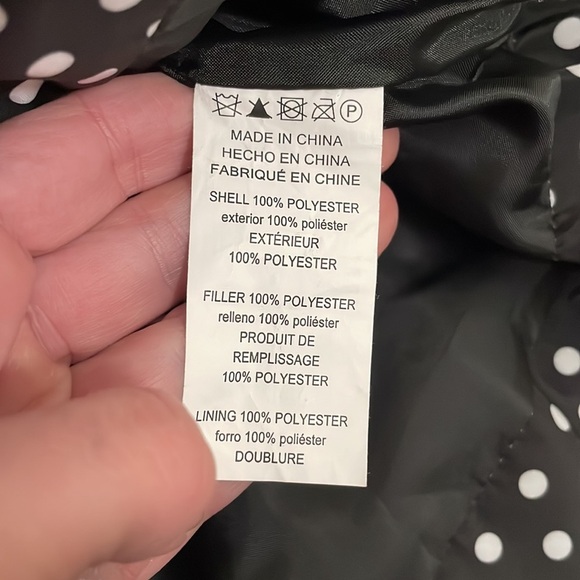 P
MADE IN CHINA
HECHO EN CHINA
FABRIQUÉ EN CHINE
SHELL 100% POLYESTER
exterior 100% poliéster
EXTÉRIEUR
100% POLYESTER
FILLER 100% POLYESTER
relleno 100% poliéster
PRODUIT DE
REMPLISSAGE
100% POLYESTER
LINING 100% POLYESTER
forro 100% poliéster
DOUBLURE